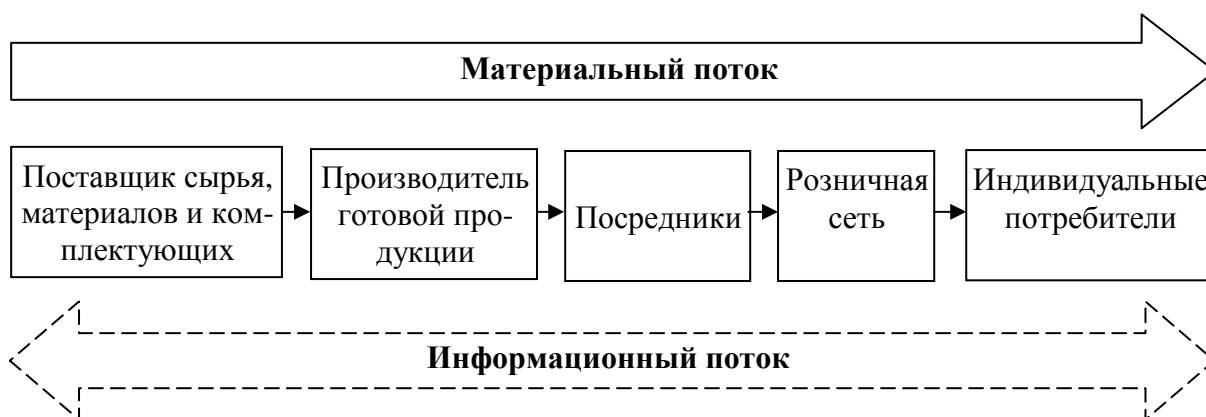 Материальный поток
Поставщик сырья,
материалов и ком-
плектующих
Производитель
готовой про-
дукции
Посредники
Розничная
сеть
Индивидуальные
потребители
Информационный поток